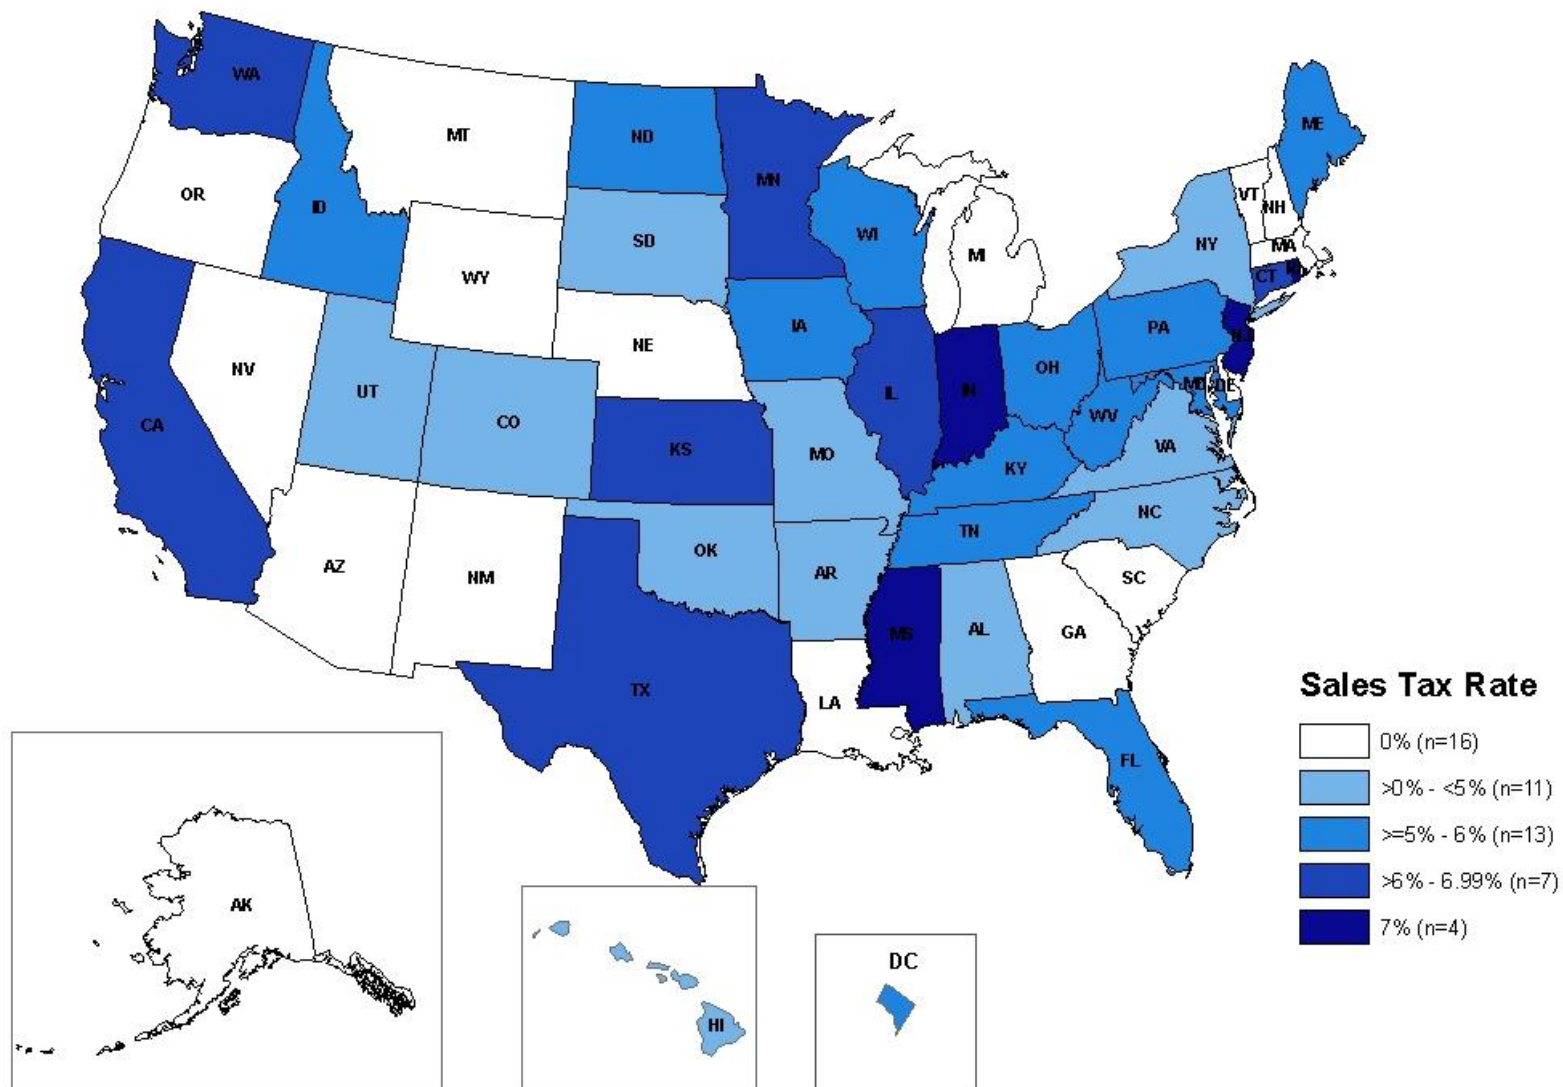 WA
MT
ND
MN
ME
OR
ID
SD
WI
MI
VT
NH
NY
MA
WY
CT
IA
PA
NE
NV
UT
CO
IL
IN
OH
MD
DE
WV
CA
KS
MO
KY
VA
NC
TN
OK
AR
AZ
NM
SC
MS
AL
GA
TX
LA
FL
Sales Tax Rate
0% (n=16)
>0% - <5% (n=11)
>=5% - 6% (n=13)
>6% - 6.99% (n=7)
7% (n=4)
AK
HI
DC